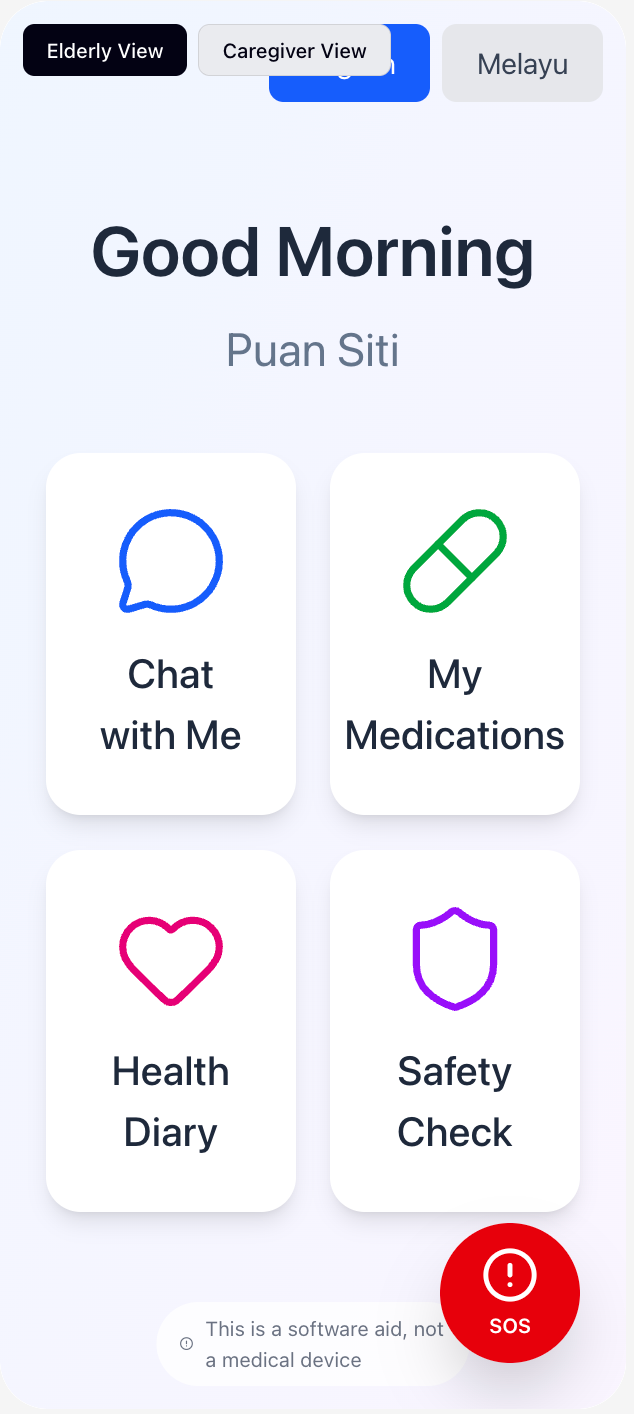 Elderly View
Caregiver View
Melayu
Good Morning
Puan Siti
Chat
with Me
My
Medications
Health
Diary
Safety
Check
SOS
This is a software aid, not
a medical device